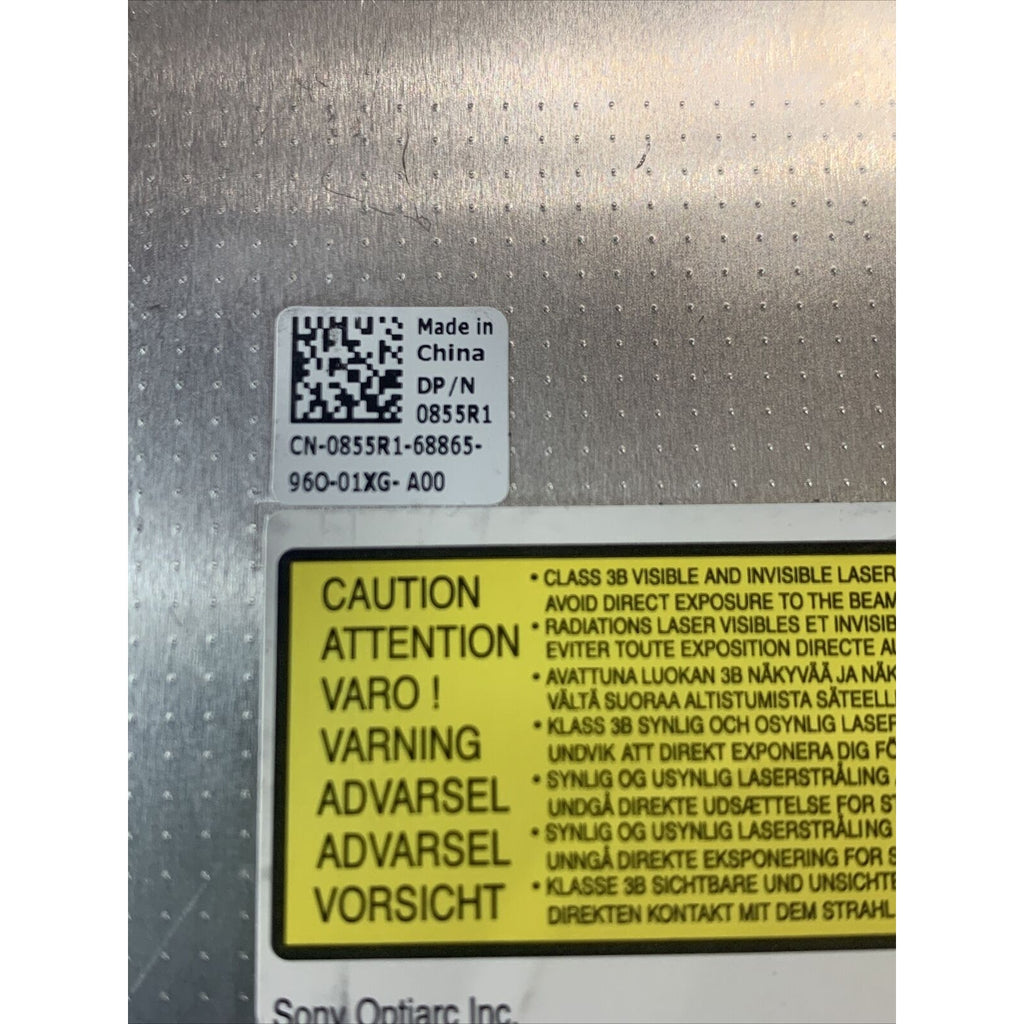 Made in
China
DP/N
0855R1
CN-0855R1-68865-
96O-01XG- A00
CAUTION
ATTENTION
VARO !
VARNING
ADVARSEL
ADVARSEL
VORSICHT
• CLASS 3B VISIBLE AND INVISIBLE LASER
AVOID DIRECT EXPOSURE TO THE BEAM
• RADIATIONS LASER VISIBLES ET INVISIB
EVITER TOUTE EXPOSITION DIRECTE AU
• AVATTUNA LUOKAN 3B NÄKYVÄÄ JA NÄK
VÄLTÄ SUORAA ALTISTUMISTA SÄTEELL
• KLASS 3B SYNLIG OCH OSYNLIG LASER
UNDVIK ATT DIREKT EXPONERA DIG FÖ
• SYNLIG OG USYNLIG LASERSTRÅLING
UNDGÅ DIREKTE UDSÆTTELSE FOR ST
• SYNLIG OG USYNLIG LASERSTRÅLING
UNNGÅ DIREKTE EKSPONERING FOR S
• KLASSE 3B SICHTBARE UND UNSICHTE
DIREKTEN KONTAKT MIT DEM STRAHL
Sony Optiarc Inc.